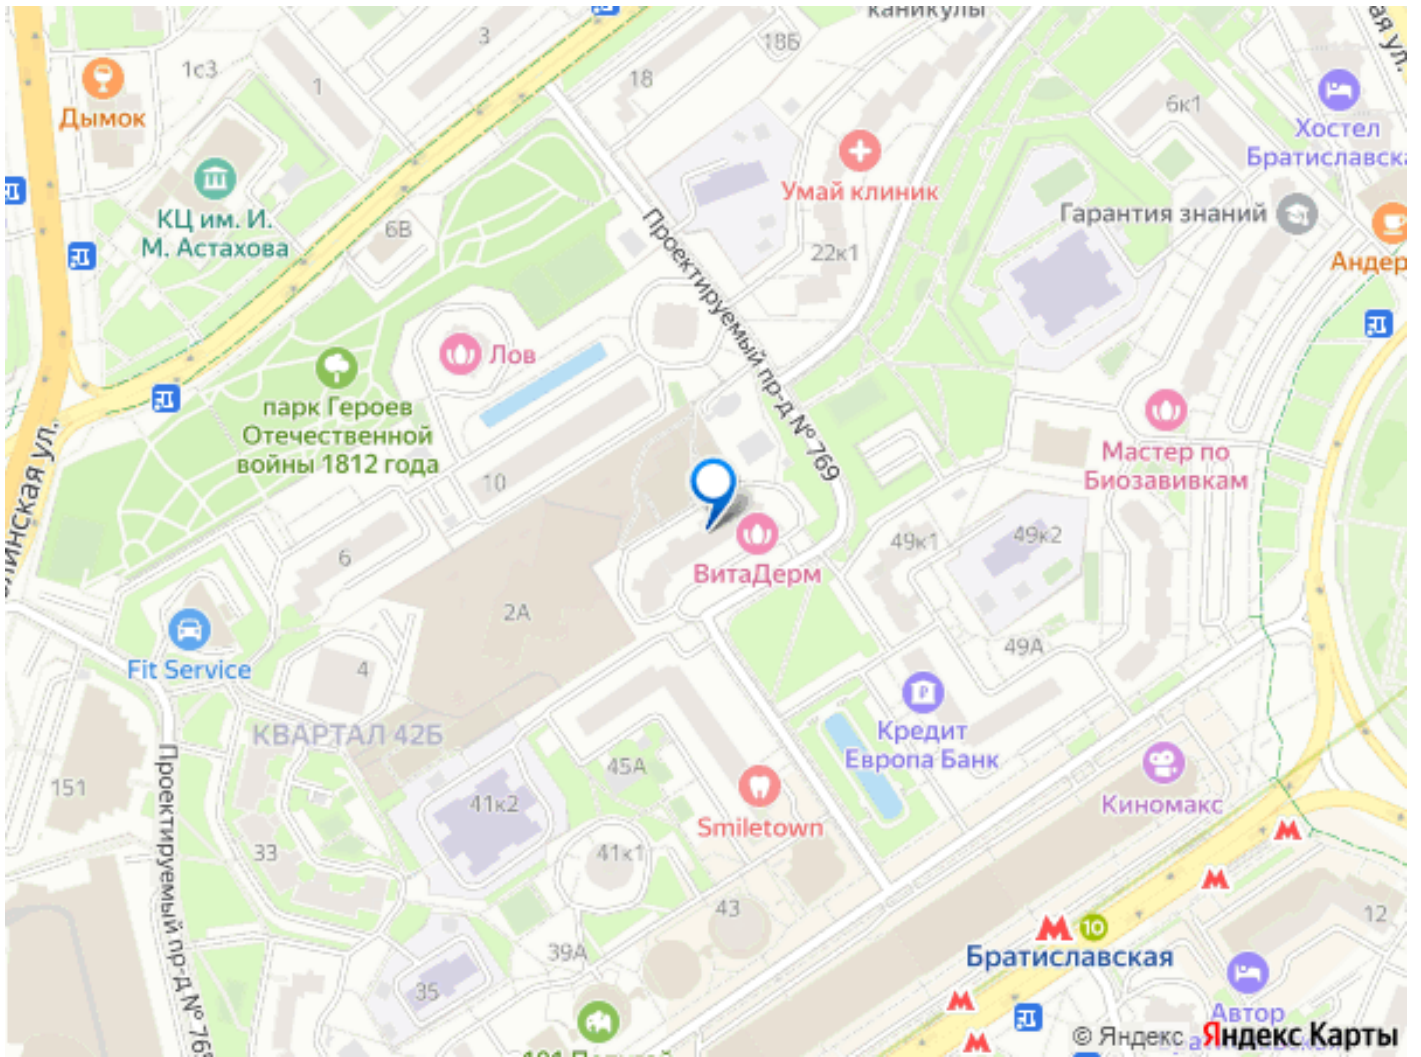 каникулы
3
18Б
1с3
1
18
6к1
Дымок
Хостел
Братиславска
Умай клиник
КЦ им. И.
М. Астахова
6В
Гарантия знаний
22к1
Андер
Проектируемый пр-д № 769
Лов
парк Героев
Отечественной
войны 1812 года
Мастер по
Биозавивкам
10
6
ВитаДерм
49к1
49к2
2А
49А
Fit Service
4
КВАРТАЛ 42Б
Кредит
Европа Банк
45А
151
41к2
Киномакс
Smiletown
Проектируемый пр-д № 768
33
41к1
43
12
10
Братиславская
39А
35
Автор
© Яндекс Яндекс Карты